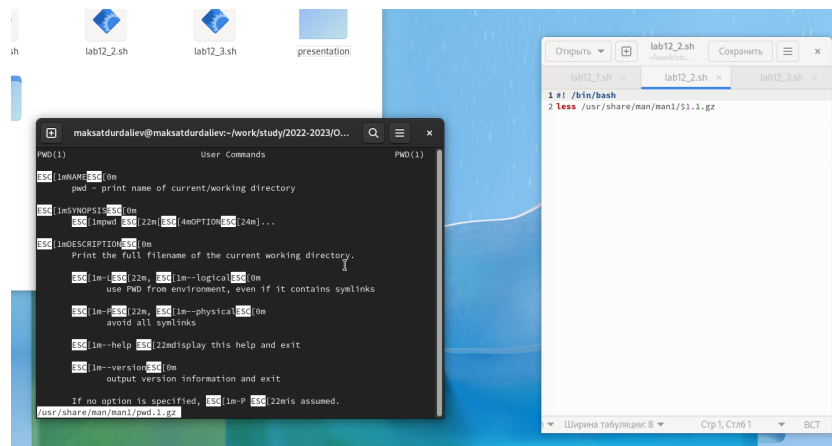 sh
lab12_2.sh
lab12_3.sh
presentation
maksatdurdaliev@maksatdurdaliev:~/work/study/2022-2023/O...
PWD(1) User Commands PWD(1)
ESC[1mNAMEESC[0m
pwd - print name of current/working directory
ESC[1mSYNOPSISESC[0m
ESC[1mpwd ESC[22m[ESC[4mOPTIONESC[24m]...
ESC[1mDESCRIPTIONESC[0m
Print the full filename of the current working directory.
ESC[1m-LESC[22m, ESC[1m--logicalESC[0m
use PWD from environment, even if it contains symlinks
ESC[1m-PESC[22m, ESC[1m--physicalESC[0m
avoid all symlinks
ESC[1m--help ESC[22mdisplay this help and exit
ESC[1m--versionESC[0m
output version information and exit
If no option is specified, ESC[1m-P ESC[22mis assumed.
/usr/share/man/man1/pwd.1.gz
Открыть
lab12_2.sh
~/work/stu...
Сохранить
lab12_1.sh
lab12_2.sh
lab12_3.sh
1 #! /bin/bash
2 less /usr/share/man/man1/$1.1.gz
Ширина табуляции: 8
Стр 1, Стлб 1
ВСТ